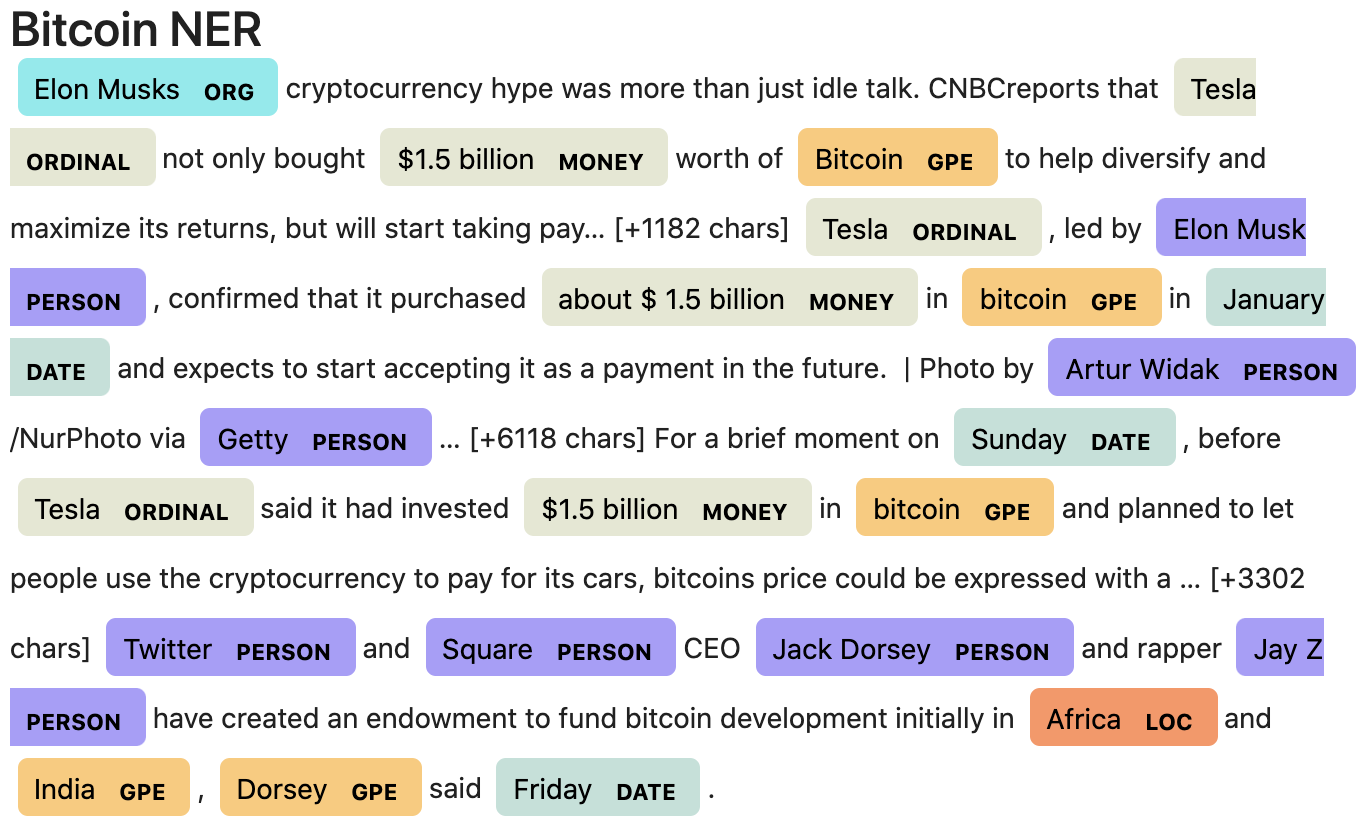 Bitcoin NER
Elon Musks ORG cryptocurrency hype was more than just idle talk. CNBCreports that Tesla
ORDINAL not only bought $1.5 billion MONEY worth of Bitcoin GPE to help diversify and
maximize its returns, but will start taking pay… [+1182 chars] Tesla ORDINAL , led by Elon Musk
PERSON , confirmed that it purchased about $ 1.5 billion MONEY in bitcoin GPE in January
DATE and expects to start accepting it as a payment in the future. | Photo by Artur Widak PERSON
/NurPhoto via Getty PERSON … [+6118 chars] For a brief moment on Sunday DATE , before
Tesla ORDINAL said it had invested $1.5 billion MONEY in bitcoin GPE and planned to let
people use the cryptocurrency to pay for its cars, bitcoins price could be expressed with a … [+3302
chars] Twitter PERSON and Square PERSON CEO Jack Dorsey PERSON and rapper Jay Z
PERSON have created an endowment to fund bitcoin development initially in Africa LOC and
India GPE , Dorsey GPE said Friday DATE .